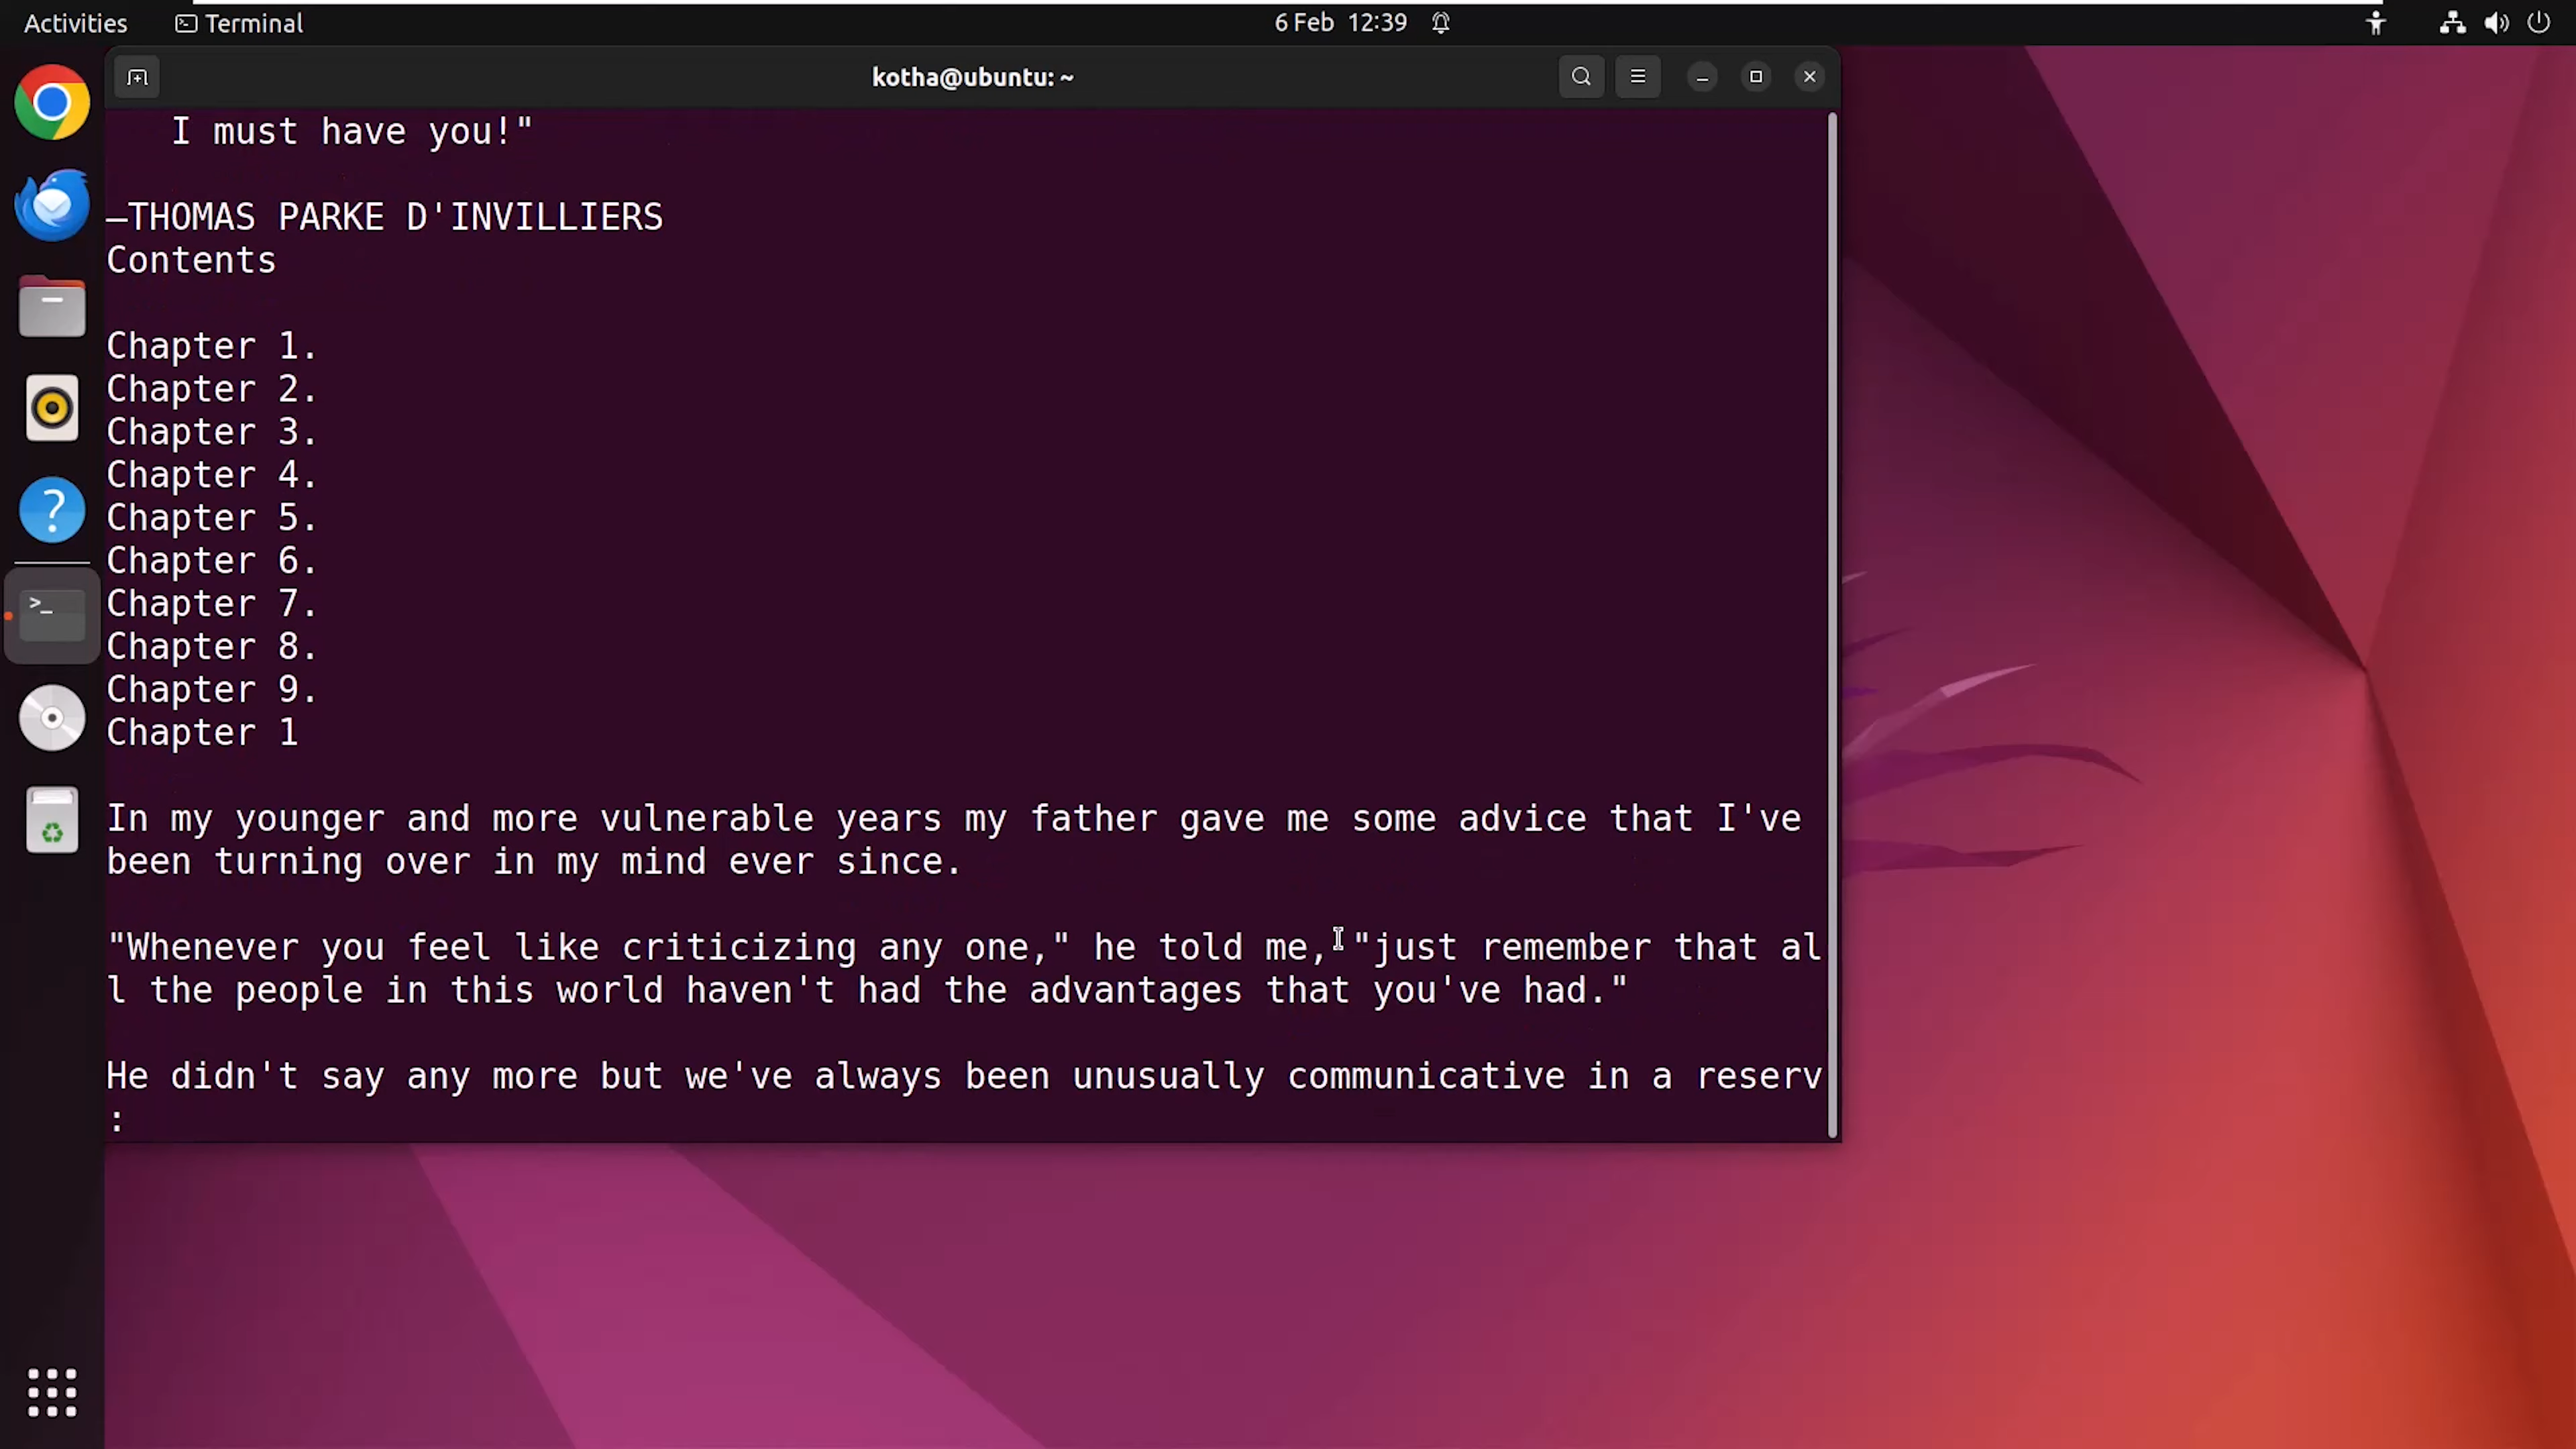 Activities Terminal 6 Feb 12:39
kotha@ubuntu: ~
I must have you!"
—THOMAS PARKE D'INVILLIERS
Contents
Chapter 1.
Chapter 2.
Chapter 3.
Chapter 4.
Chapter 5.
Chapter 6.
Chapter 7.
Chapter 8.
Chapter 9.
Chapter 1
In my younger and more vulnerable years my father gave me some advice that I've
been turning over in my mind ever since.
"Whenever you feel like criticizing any one," he told me, "just remember that al
l the people in this world haven't had the advantages that you've had."
He didn't say any more but we've always been unusually communicative in a reserv
: